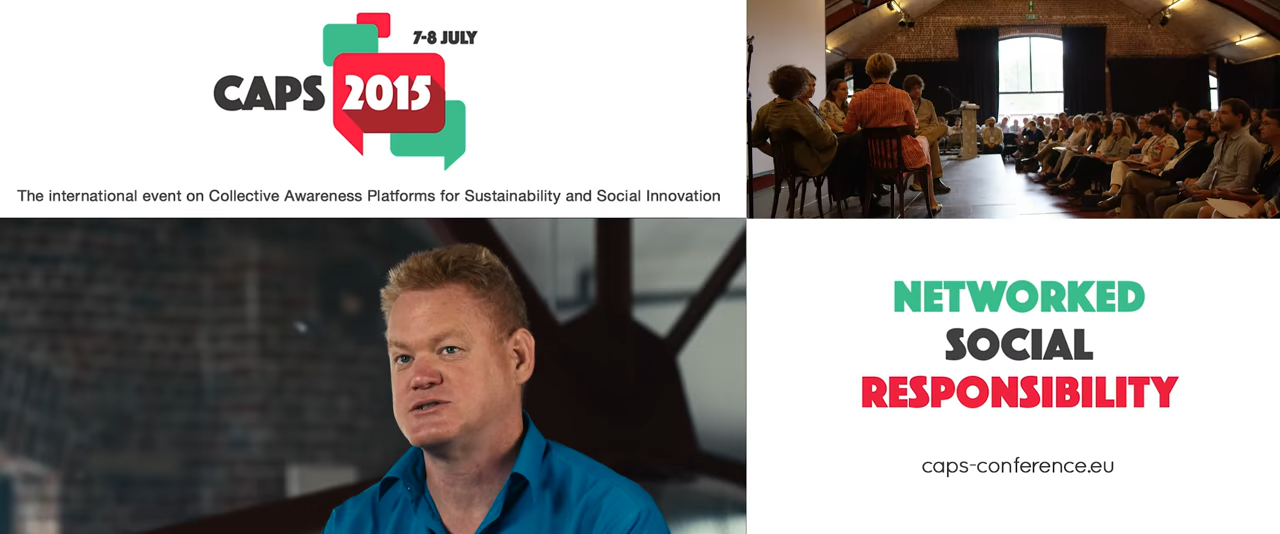 7-8 JULY
CAPS 2015
The international event on Collective Awareness Platforms for Sustainability and Social Innovation
NETWORKED
SOCIAL
RESPONSIBILITY
caps-conference.eu